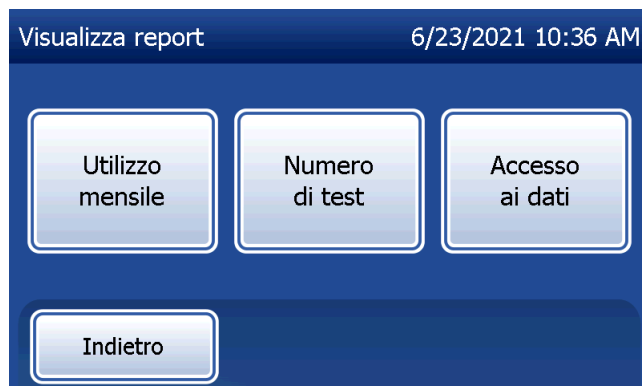 Visualizza report 6/23/2021 10:36 AM
Utilizzo
mensile
Numero
di test
Accesso
ai dati
Indietro